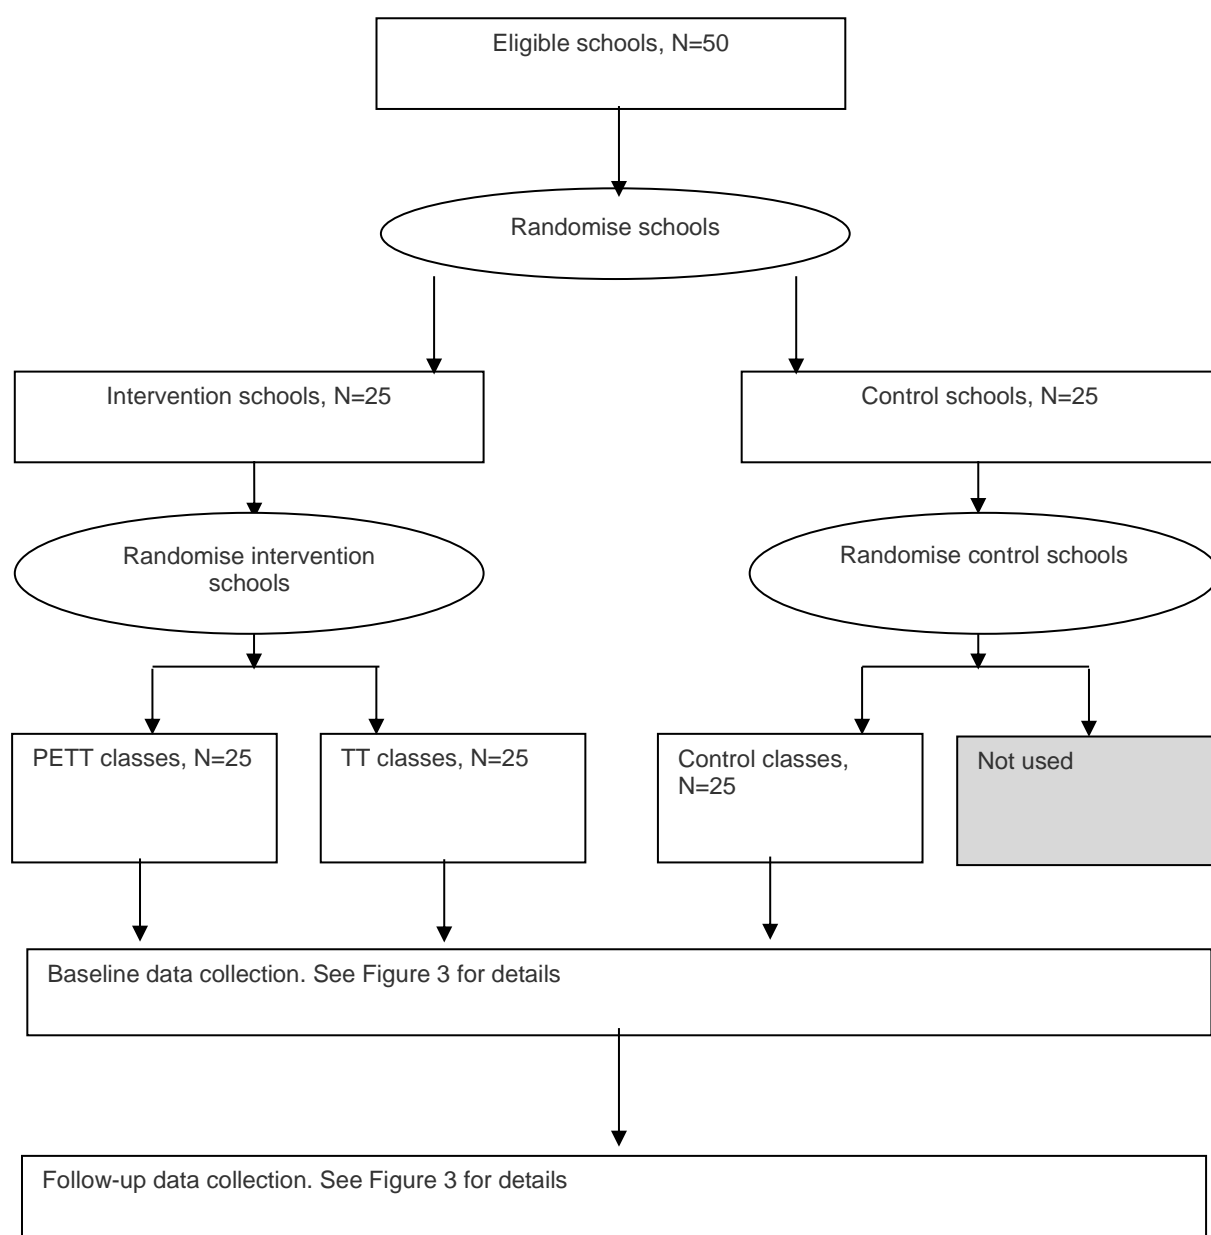 Eligible schools, N=50
Randomise schools
Intervention schools, N=25
Control schools, N=25
Randomise intervention
schools
Randomise control schools
PETT classes, N=25
TT classes, N=25
Control classes,
N=25
Not used
Baseline data collection. See Figure 3 for details
Follow-up data collection. See Figure 3 for details